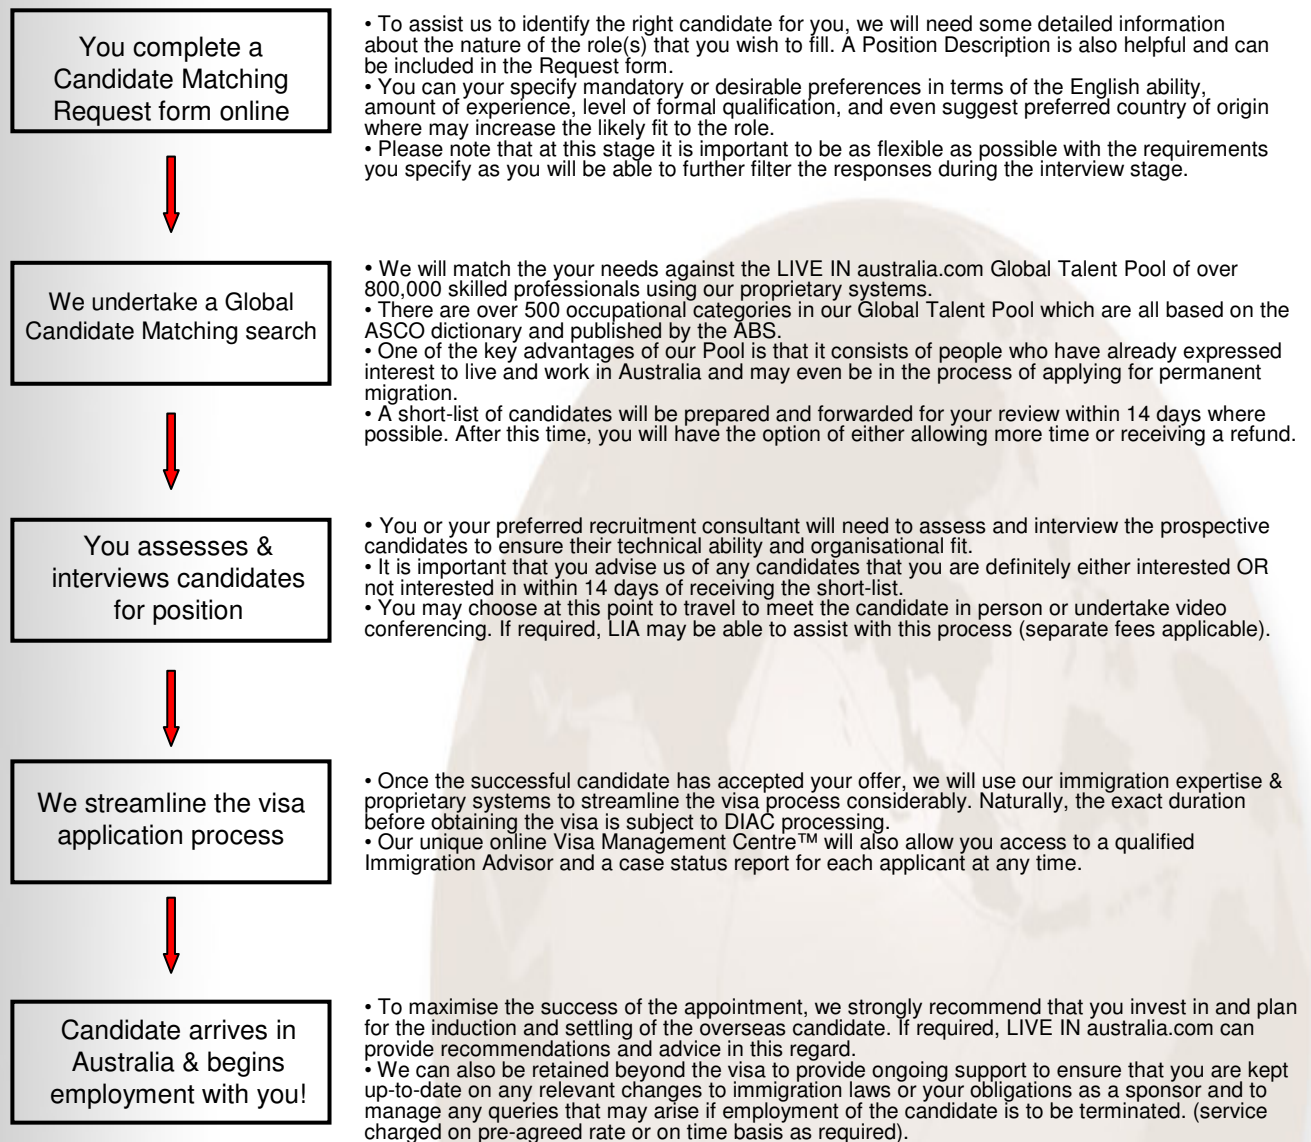 You complete a
Candidate Matching
Request form online
• To assist us to identify the right candidate for you, we will need some detailed information
about the nature of the role(s) that you wish to fill. A Position Description is also helpful and can
be included in the Request form.
• You can your specify mandatory or desirable preferences in terms of the English ability,
amount of experience, level of formal qualification, and even suggest preferred country of origin
where may increase the likely fit to the role.
• Please note that at this stage it is important to be as flexible as possible with the requirements
you specify as you will be able to further filter the responses during the interview stage.
We undertake a Global
Candidate Matching search
• We will match the your needs against the LIVE IN australia.com Global Talent Pool of over
800,000 skilled professionals using our proprietary systems.
• There are over 500 occupational categories in our Global Talent Pool which are all based on the
ASCO dictionary and published by the ABS.
• One of the key advantages of our Pool is that it consists of people who have already expressed
interest to live and work in Australia and may even be in the process of applying for permanent
migration.
• A short-list of candidates will be prepared and forwarded for your review within 14 days where
possible. After this time, you will have the option of either allowing more time or receiving a refund.
You assesses &
interviews candidates
for position
• You or your preferred recruitment consultant will need to assess and interview the prospective
candidates to ensure their technical ability and organisational fit.
• It is important that you advise us of any candidates that you are definitely either interested OR
not interested in within 14 days of receiving the short-list.
• You may choose at this point to travel to meet the candidate in person or undertake video
conferencing. If required, LIA may be able to assist with this process (separate fees applicable).
We streamline the visa
application process
• Once the successful candidate has accepted your offer, we will use our immigration expertise &
proprietary systems to streamline the visa process considerably. Naturally, the exact duration
before obtaining the visa is subject to DIAC processing.
• Our unique online Visa Management Centre™ will also allow you access to a qualified
Immigration Advisor and a case status report for each applicant at any time.
Candidate arrives in
Australia & begins
employment with you!
• To maximise the success of the appointment, we strongly recommend that you invest in and plan
for the induction and settling of the overseas candidate. If required, LIVE IN australia.com can
provide recommendations and advice in this regard.
• We can also be retained beyond the visa to provide ongoing support to ensure that you are kept
up-to-date on any relevant changes to immigration laws or your obligations as a sponsor and to
manage any queries that may arise if employment of the candidate is to be terminated. (service
charged on pre-agreed rate or on time basis as required).